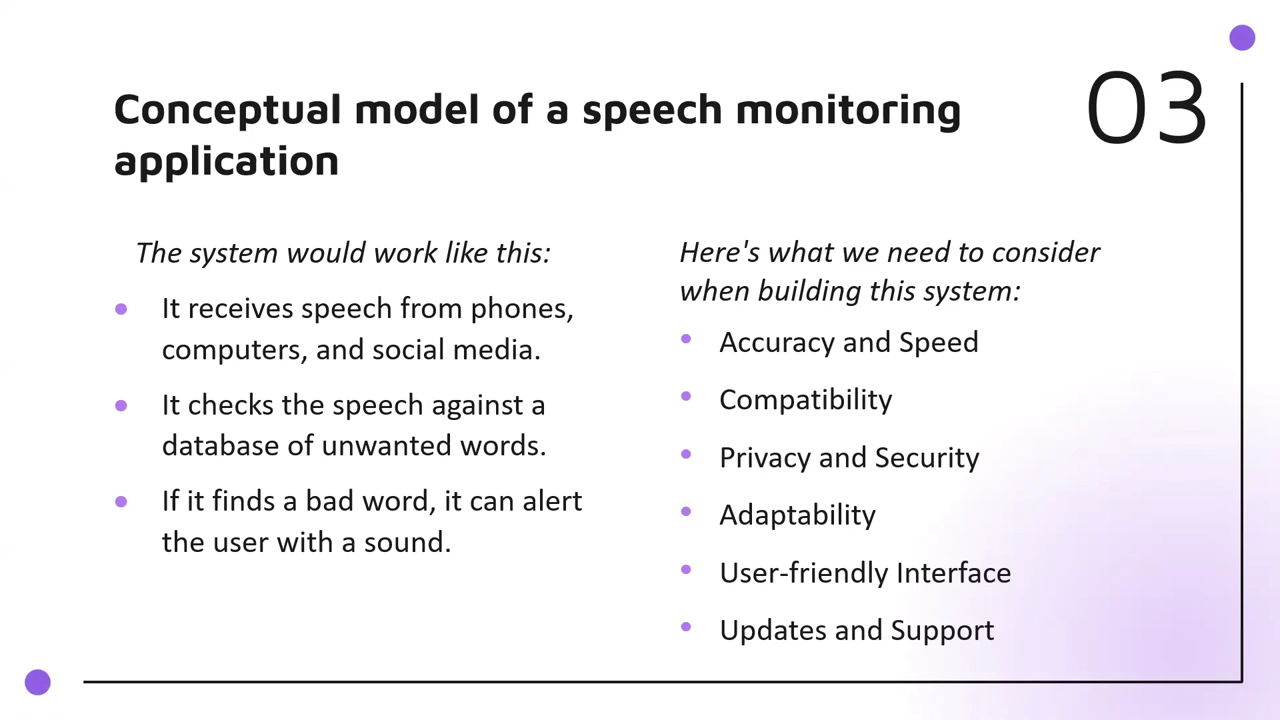 Conceptual model of a speech monitoring
application
03
The system would work like this:
It receives speech from phones,
computers, and social media.
It checks the speech against a
database of unwanted words.
If it finds a bad word, it can alert
the user with a sound.
Here's what we need to consider
when building this system:
Accuracy and Speed
Compatibility
Privacy and Security
Adaptability
User-friendly Interface
Updates and Support